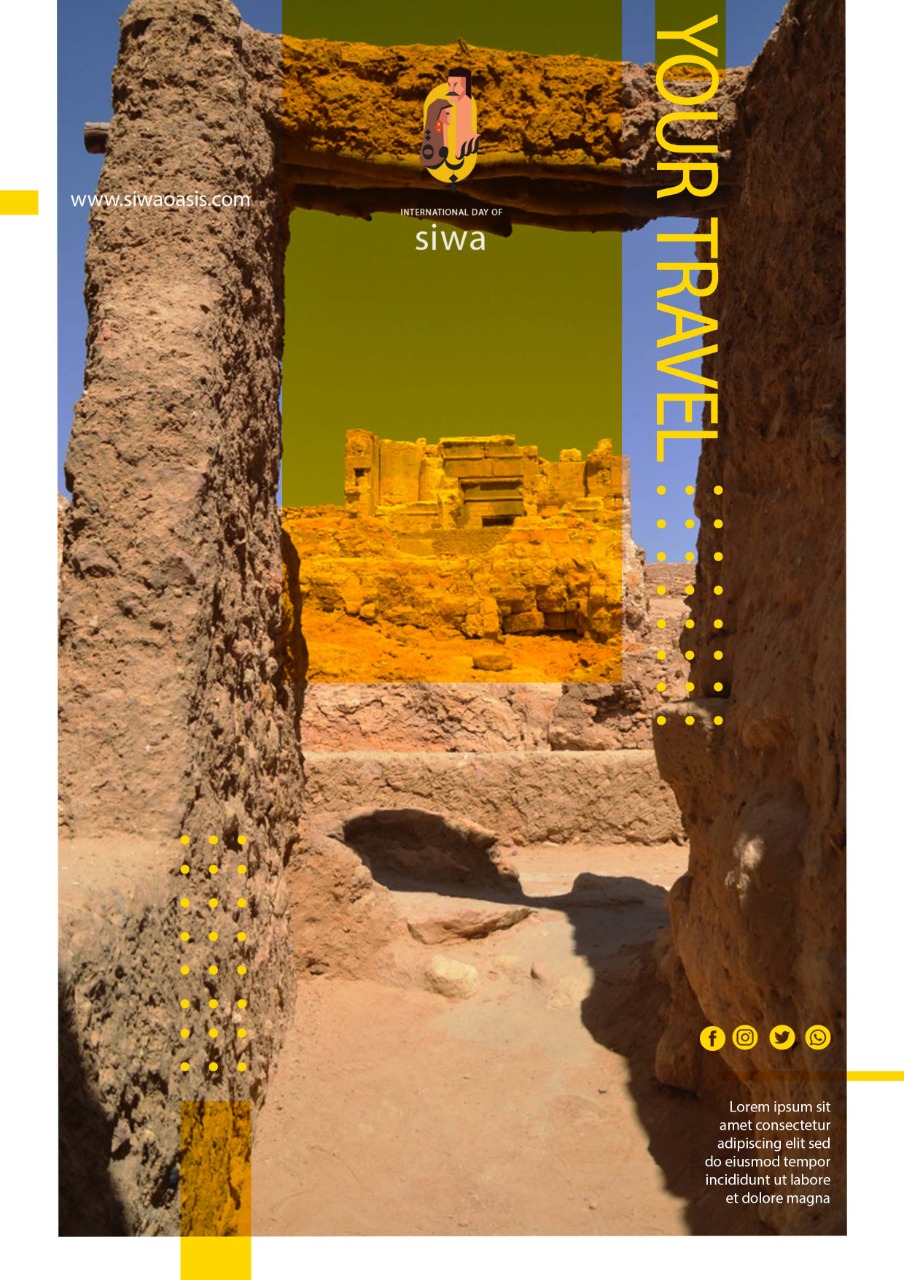 YOUR TRAVEL
سيوة
INTERNATIONAL DAY OF
siwa
www.siwaoasis.com
Lorem ipsum sit
amet consectetur
adipiscing elit sed
do eiusmod tempor
incididunt ut labore
et dolore magna